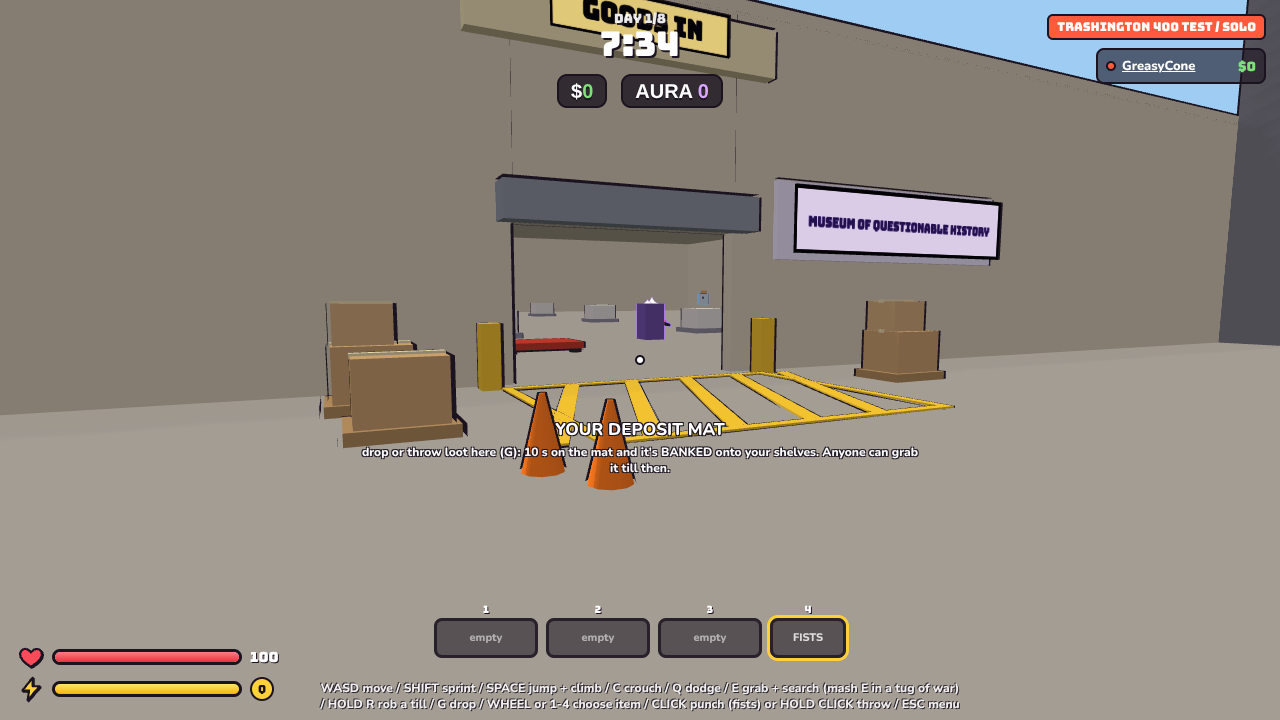 GOODS IN
DAY 1/8
7:34
$0
AURA 0
TRASHINGTON 400 TEST / SOLO
GreasyCone
$0
MUSEUM OF QUESTIONABLE HISTORY
YOUR DEPOSIT MAT
drop or throw loot here (G): 10 s on the mat and it's BANKED onto your shelves. Anyone can grab
it till then.
1
2
3
4
empty
empty
empty
FISTS
100
0
WASD move / SHIFT sprint / SPACE jump + climb / C crouch / Q dodge / E grab + search (mash E in a tug of war)
/ HOLD R rob a till / G drop / WHEEL or 1-4 choose item / CLICK punch (fists) or HOLD CLICK throw / ESC menu